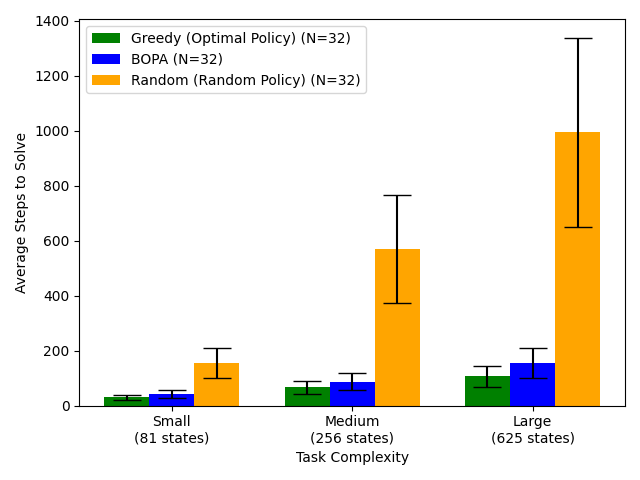 1400
1200
1000
800
600
400
200
0
Average Steps to Solve
Greedy (Optimal Policy) (N=32)
BOPA (N=32)
Random (Random Policy) (N=32)
Small
(81 states)
Medium
(256 states)
Large
(625 states)
Task Complexity